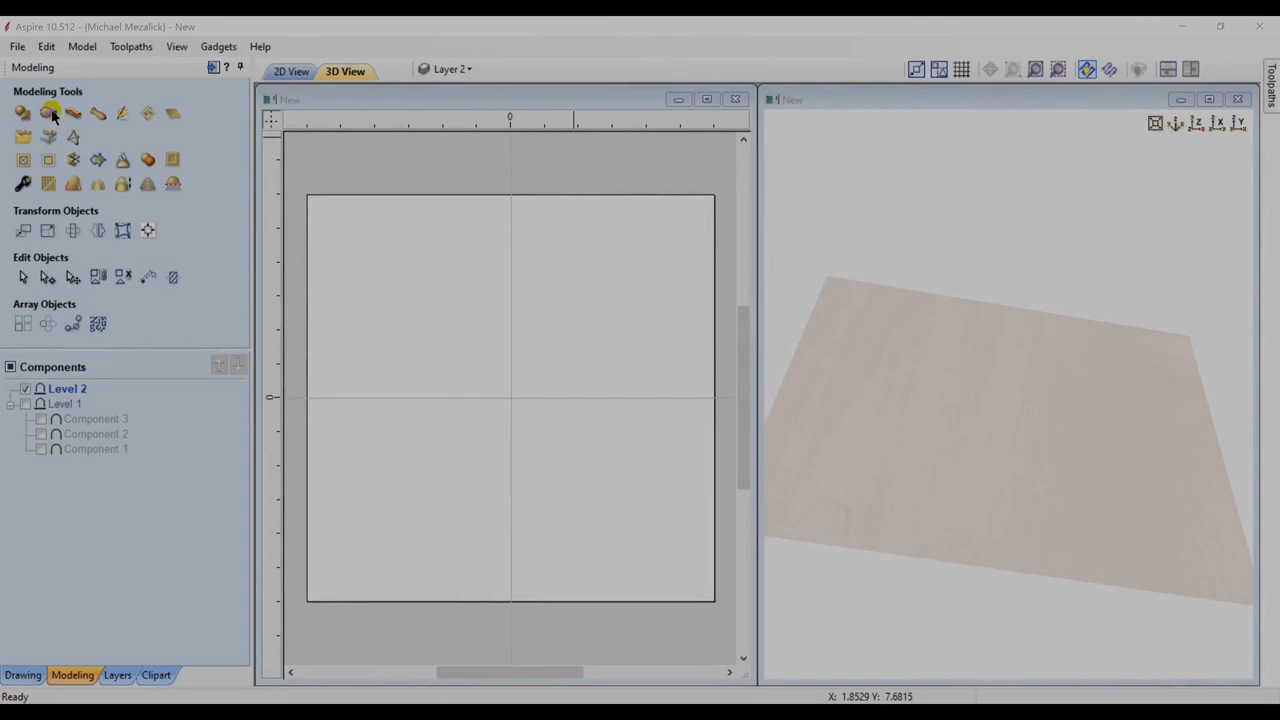 Aspire 10.512 - (Michael Mezalick) - New
File Edit Model Toolpaths View Gadgets Help
Modeling
2D View 3D View Layer 2
Toolpaths
Modeling Tools
New
New
0
Z X Y
Transform Objects
Edit Objects
Array Objects
Components
Level 2
Level 1
0
Component 3
Component 2
Component 1
Drawing Modeling Layers Clipart
Ready
X: 1.8529 Y: 7.6815